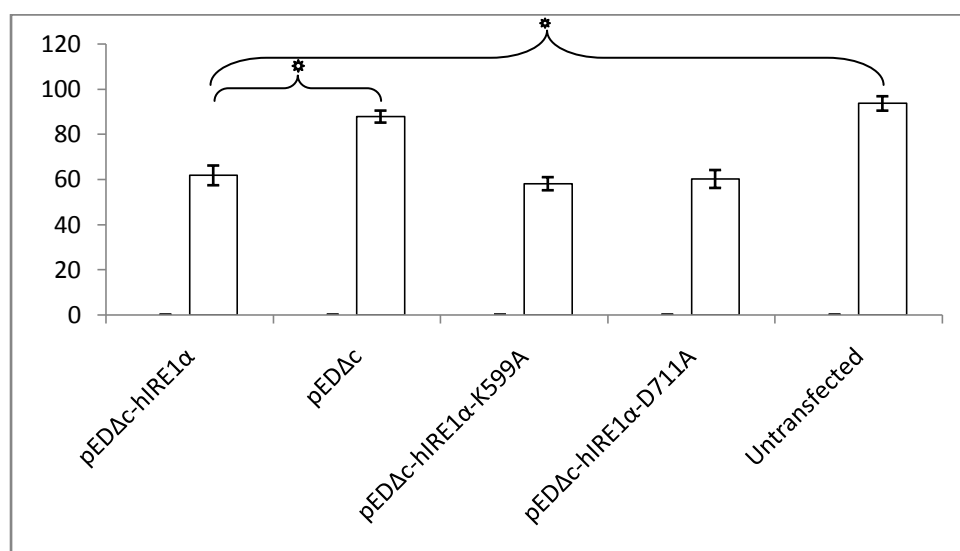 120
100
80
60
40
20
0
pEDΔc-hIRE1α
pEDΔc
pEDΔc-hIRE1α-K599A
pEDΔc-hIRE1α-D711A
Untransfected